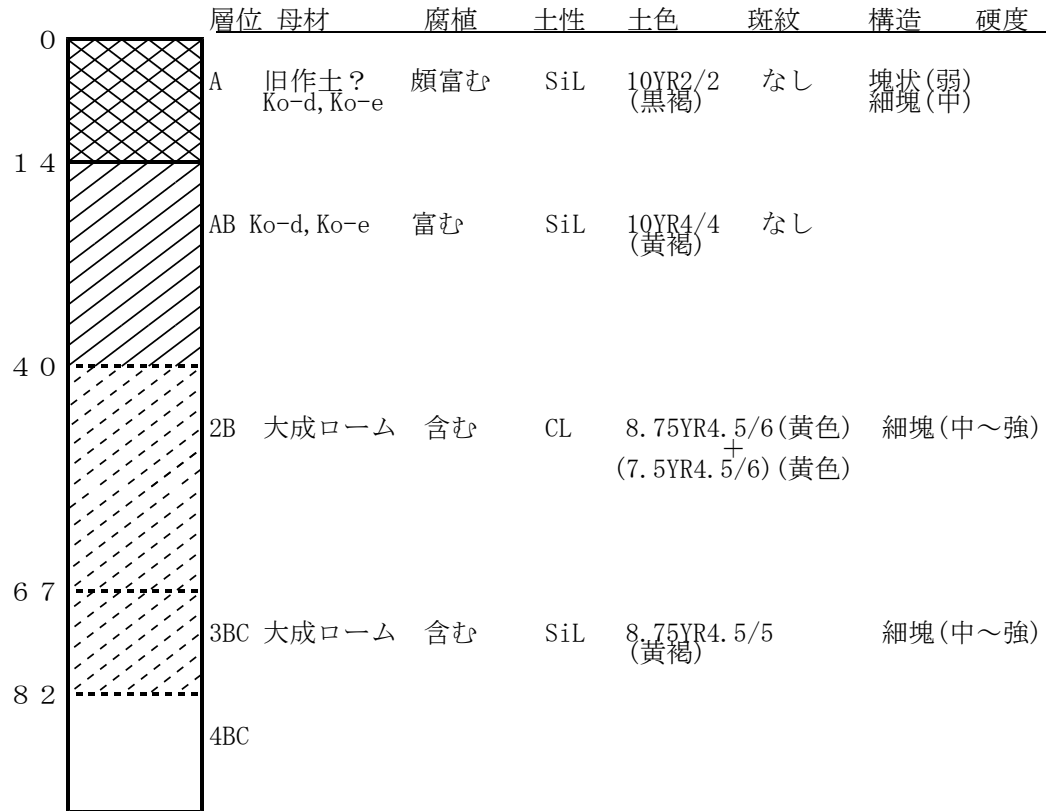 層位 母材 腐植 土性 土色 斑紋 構造 硬度
0
A 旧作土？ 頗富む SiL 10YR2/2 なし 塊状(弱)
Ko-d,Ko-e (黒褐) 細塊(中)
14
AB Ko-d,Ko-e 富む SiL 10YR4/4 なし
(黄褐)
40
2B 大成ローム 含む CL 8.75YR4.5/6(黄色) 細塊(中～強)
+
(7.5YR4.5/6)(黄色)
67
3BC 大成ローム 含む SiL 8.75YR4.5/5 細塊(中～強)
(黄褐)
82
4BC